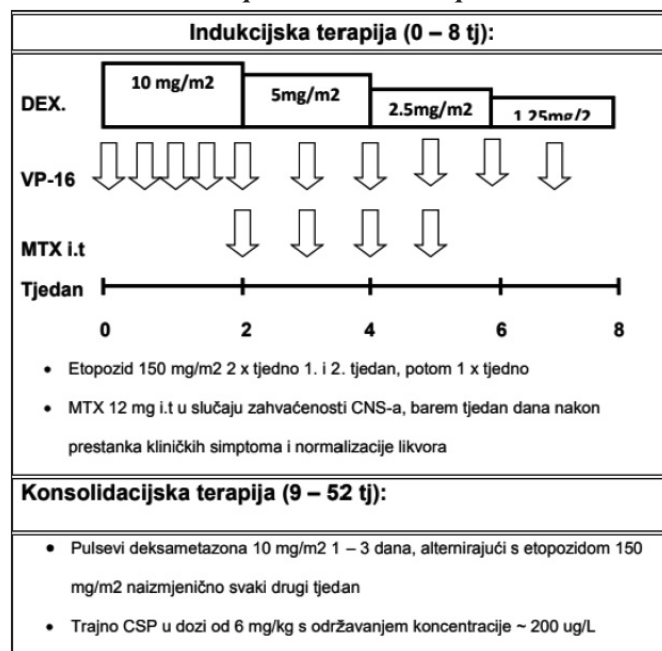 Indukcijska terapija (0 – 8 tj):
DEX.
10 mg/m2
5mg/m2
2.5mg/m2
1.25mg/2
VP-16
MTX i.t
Tjedan
0 2 4 6 8
• Etopozid 150 mg/m2 2 x tjedno 1. i 2. tjedan, potom 1 x tjedno
• MTX 12 mg i.t u slučaju zahvaćenosti CNS-a, barem tjedan dana nakon
prestanka kliničkih simptoma i normalizacije likvora
Konsolidacijska terapija (9 – 52 tj):
• Pulsevi deksametazona 10 mg/m2 1 – 3 dana, alternirajući s etopozidom 150
mg/m2 naizmjenično svaki drugi tjedan
• Trajno CSP u dozi od 6 mg/kg s održavanjem koncentracije ~ 200 ug/L